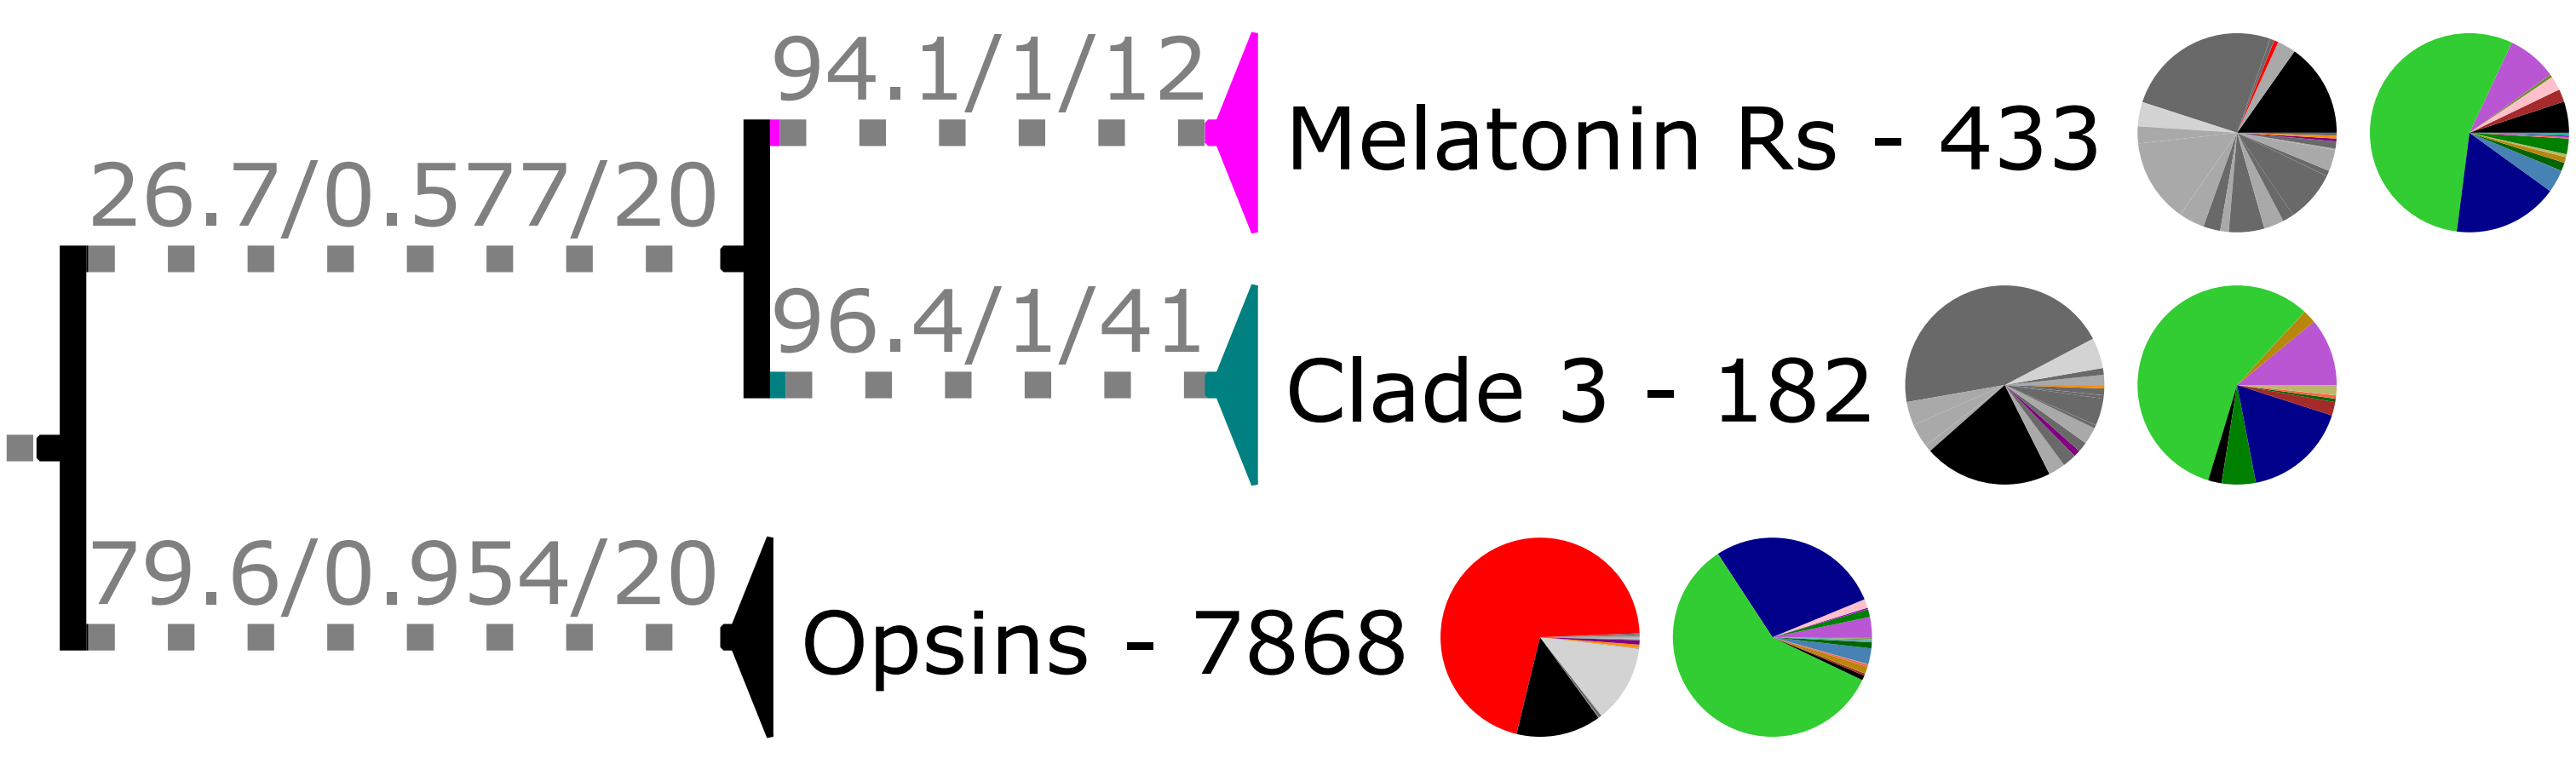 94.1/1/12
Melatonin Rs - 433
26.7/0.577/20
96.4/1/41
Clade 3 - 182
79.6/0.954/20
Opsins - 7868